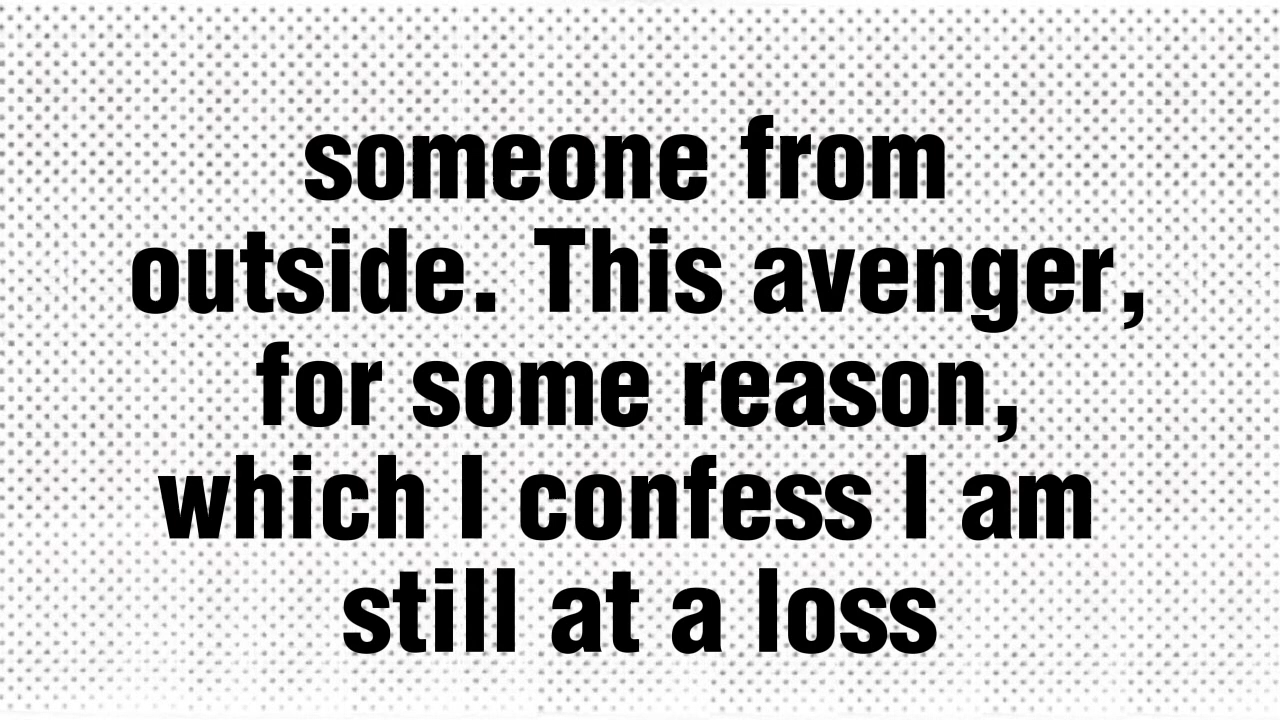 someone from
outside. This avenger,
for some reason,
which I confess I am
still at a loss